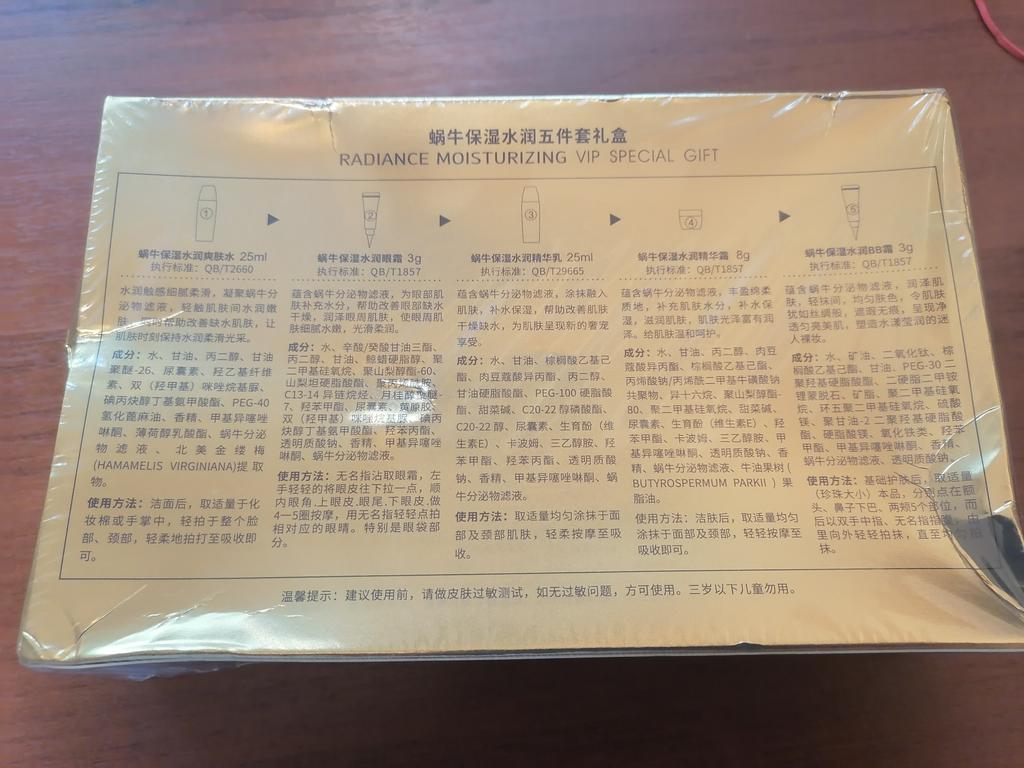 蜗牛保湿水润五件套礼盒
RADIANCE MOISTURIZING VIP SPECIAL GIFT
①
②
③
④
⑤
蜗牛保湿水润爽肤水 25ml
执行标准：QB/T2660
水润触感细腻柔滑，凝聚蜗牛分
泌物滤液，轻触肌肤间水润嫩
帮助改善缺水肌肤，让
肌肤时刻保持水润柔滑光采。
成分：水、甘油、丙二醇、甘油
聚醚-26、尿囊素、羟乙基纤维
素、双（羟甲基）咪唑烷基脲、
碘丙炔醇丁基氨甲酸酯、PEG-40
氢化蓖麻油、香精、甲基异噻唑
啉酮、薄荷醇乳酸酯、蜗牛分泌
物滤液、北美金缕梅
(HAMAMELIS VIRGINIANA)提取
物。
使用方法：洁面后，取适量于化
妆棉或手掌中，轻拍于整个脸
部、颈部，轻柔地拍打至吸收即
可。
蜗牛保湿水润眼霜 3g
执行标准：QB/T1857
蕴含蜗牛分泌物滤液，为眼部肌
肤补充水分，帮助改善眼部缺水
干燥，润泽眼周肌肤，使眼周肌
肤细腻水嫩，光滑柔润。
成分：水、辛酸/癸酸甘油三酯、
丙二醇、甘油、鲸蜡硬脂醇、聚
二甲基硅氧烷、聚山梨醇酯-60、
山梨坦硬脂酸酯、聚丙烯酰胺、
C13-14 异链烷烃、月桂醇聚醚-
7、羟苯甲酯、尿囊素、黄原胶、
双（羟甲基）咪唑烷基脲、碘丙
炔醇丁基氨甲酸酯、羟苯丙酯、
透明质酸钠、香精、甲基异噻唑
啉酮、蜗牛分泌物滤液。
使用方法：无名指沾取眼霜，左
手轻轻的将眼皮往下拉一点，顺
内眼角、上眼皮、眼尾、下眼皮，做
4—5圈按摩，用无名指轻轻点拍
相对应的眼睛。特别是眼袋部
分。
蜗牛保湿水润精华乳 25ml
执行标准：QB/T29665
蕴含蜗牛分泌物滤液，涂抹融入
肌肤，补水保湿，帮助改善肌肤
干燥缺水，为肌肤呈现新的奢宠
享受。
成分：水、甘油、棕榈酸乙基己
酯、肉豆蔻酸异丙酯、丙二醇、
甘油硬脂酸酯、PEG-100 硬脂酸
酯、甜菜碱、C20-22 醇磷酸酯、
C20-22 醇、尿囊素、生育酚（维
生素E）、卡波姆、三乙醇胺、羟
苯甲酯、羟苯丙酯、透明质酸
钠、香精、甲基异噻唑啉酮、蜗
牛分泌物滤液。
使用方法：取适量均匀涂抹于面
部及颈部肌肤，轻柔按摩至吸
收。
蜗牛保湿水润精华霜 8g
执行标准：QB/T1857
蕴含蜗牛分泌物滤液，丰盈绵柔
质地，补充肌肤水分，补水保
湿，滋润肌肤，肌肤光泽富有润
泽。给肌肤温和呵护。
成分：水、甘油、丙二醇、肉豆
蔻酸异丙酯、棕榈酸乙基己酯、
丙烯酸钠/丙烯酰二甲基牛磺酸钠
共聚物、异十六烷、聚山梨醇酯-
80、聚二甲基硅氧烷、甜菜碱、
尿囊素、生育酚（维生素E）、羟
苯甲酯、卡波姆、三乙醇胺、甲
基异噻唑啉酮、透明质酸钠、香
精、蜗牛分泌物滤液、牛油果树(
BUTYROSPERMUM PARKII ) 果
脂油。
使用方法：洁肤后，取适量均匀
涂抹于面部及颈部，轻轻按摩至
吸收即可。
蜗牛保湿水润BB霜 3g
执行标准：QB/T1857
蕴含蜗牛分泌物滤液，润泽肌
肤，轻抹间，均匀肤色，令肌肤
犹如丝绸般，遮瑕无痕，呈现净
透匀亮美肌，塑造水漾莹润的迷
人裸妆。
成分：水、矿油、二氧化钛、棕
榈酸乙基己酯、甘油、PEG-30 二
聚羟基硬脂酸酯、二硬脂二甲铵
锂蒙脱石、矿脂、聚二甲基硅氧
烷、环五聚二甲基硅氧烷、硫酸
镁、聚甘油-2 二聚羟基硬脂酸
酯、硬脂酸镁、氧化铁类、羟苯
甲酯、甲基异噻唑啉酮、香精、
蜗牛分泌物滤液、透明质酸钠。
使用方法：基础护肤后，取适量
（珍珠大小）本品，分别点在额
头、鼻子下巴、两颊5个部位，而
后以双手中指、无名指指腹，由
里向外轻轻拍抹，直至均匀
抹。
温馨提示：建议使用前，请做皮肤过敏测试，如无过敏问题，方可使用。三岁以下儿童勿用。